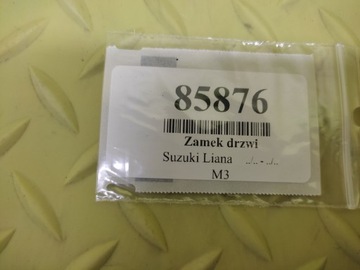 85876
Zamek drzwi
Suzuki Liana ../.. - ../..
M3